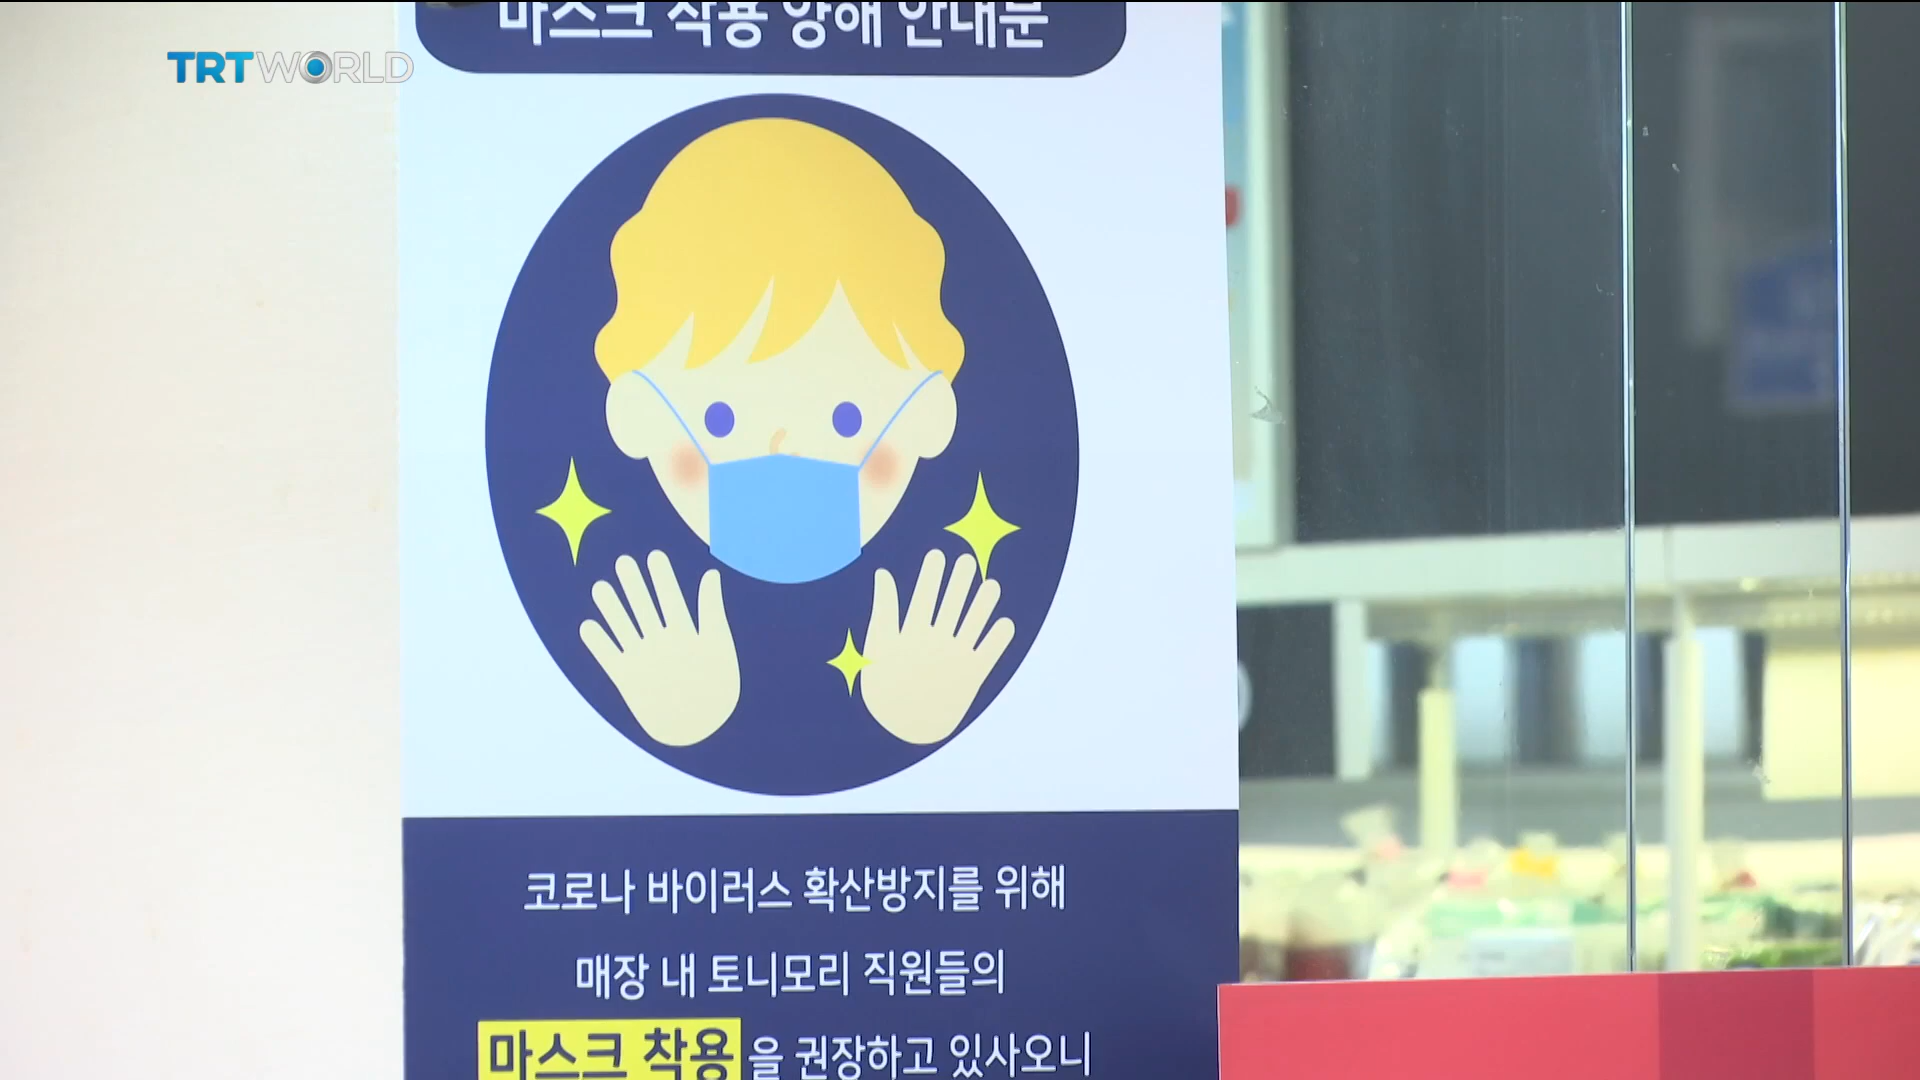 TRT WORLD
마스크 착용 양해 안내문
코로나 바이러스 확산방지를 위해
매장 내 토니모리 직원들의
마스크 착용을 권장하고 있사오니